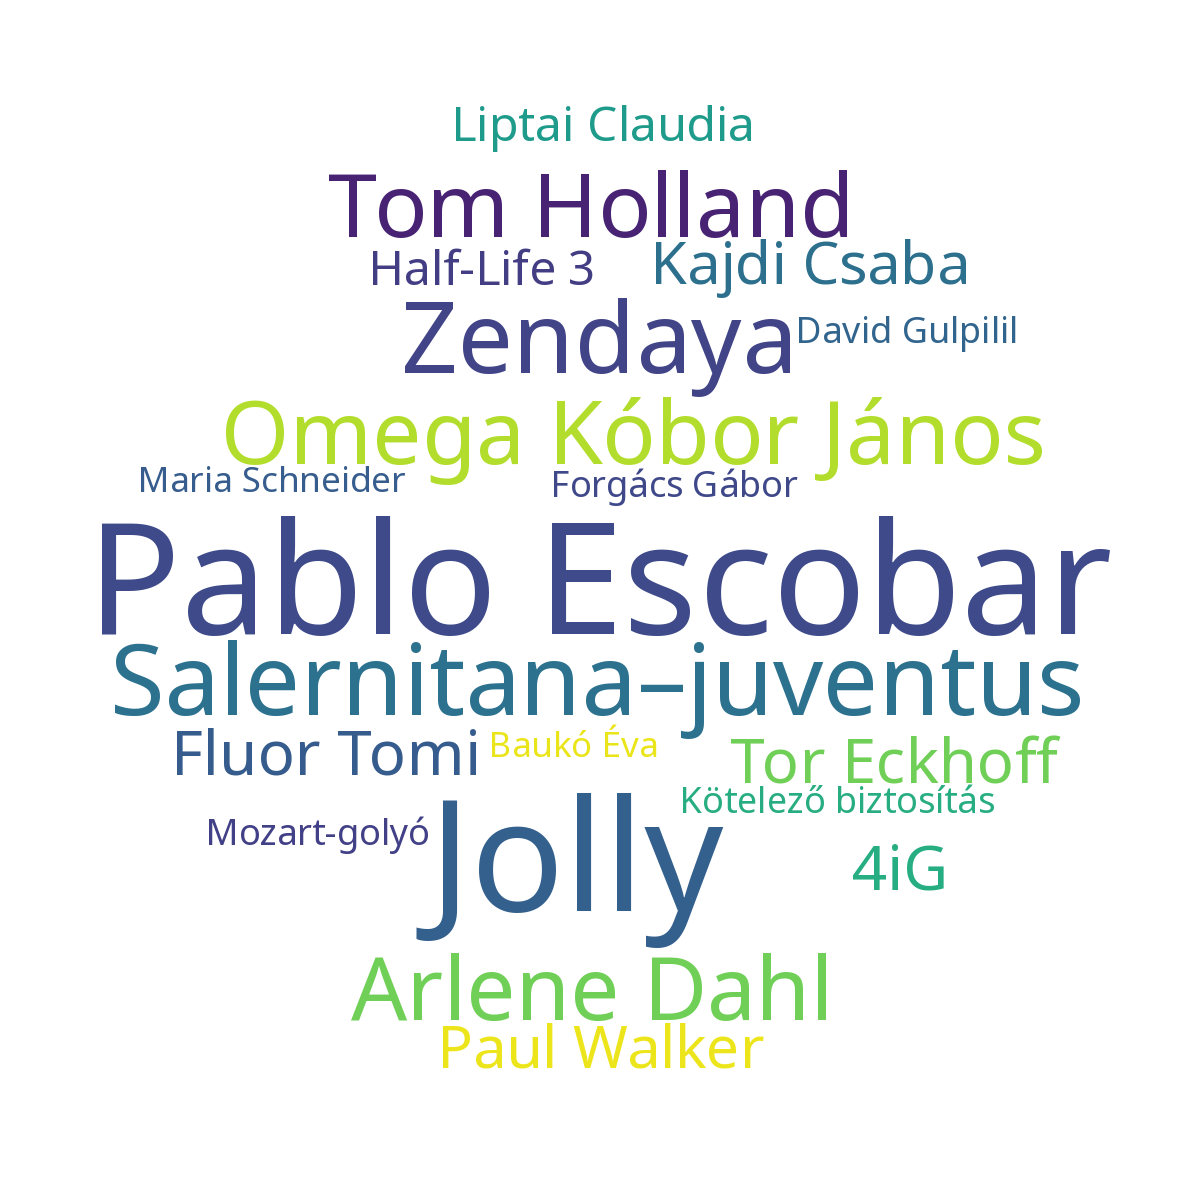 Liptai Claudia
Tom Holland
Half-Life 3
Kajdi Csaba
Zendaya
David Gulpilil
Omega Kóbor János
Maria Schneider
Forgács Gábor
Pablo Escobar
Salernitana–juventus
Fluor Tomi
Baukó Éva
Tor Eckhoff
Kötelező biztosítás
Mozart-golyó
Jolly
4iG
Arlene Dahl
Paul Walker